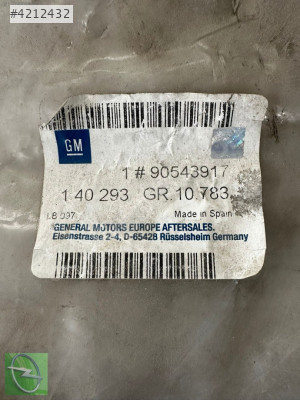 #4212432
GM
1 # 90543917
1 40 293 GR.10.783
LB 097 Made in Spain
GENERAL MOTORS EUROPE AFTERSALES.
Eisenstrasse 2-4, D-65428 Rüsselsheim Germany